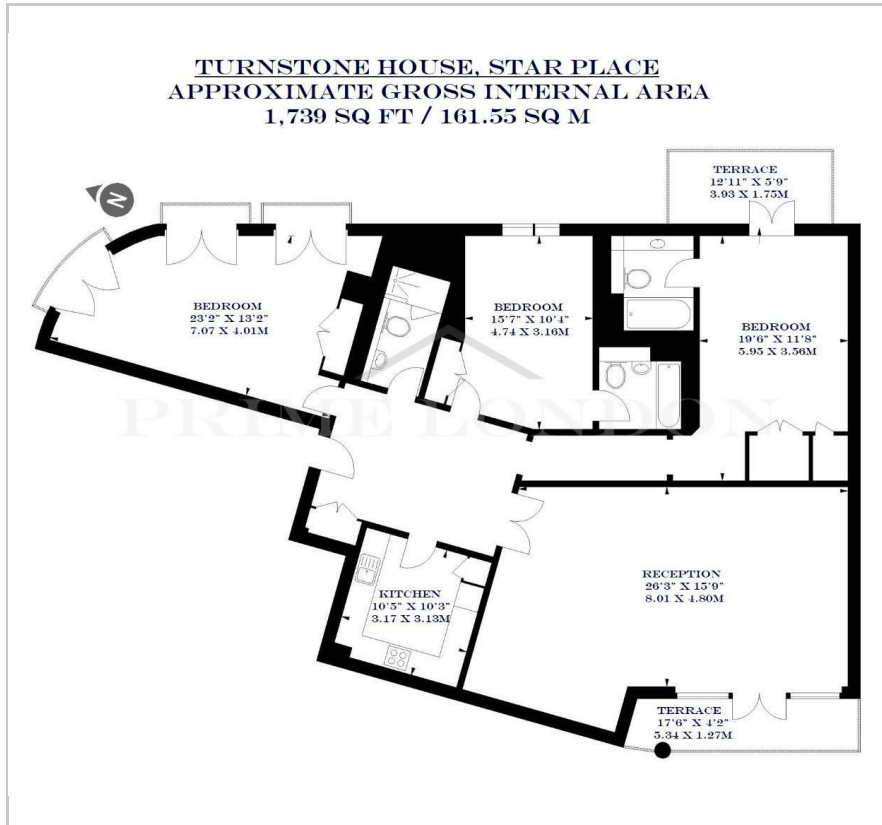 TURNSTONE HOUSE, STAR PLACE
APPROXIMATE GROSS INTERNAL AREA
1,739 SQ FT / 161.55 SQ M
TERRACE
12'11" X 5'9"
3.93 X 1.75M
N
BEDROOM
23'2" X 13'2"
7.07 X 4.01M
BEDROOM
15'7" X 10'4"
4.74 X 3.16M
BEDROOM
19'6" X 11'8"
5.95 X 3.56M
PRIME LONDON
RECEPTION
26'3" X 15'9"
8.01 X 4.80M
KITCHEN
10'5" X 10'3"
3.17 X 3.13M
TERRACE
17'6" X 4'2"
5.34 X 1.27M